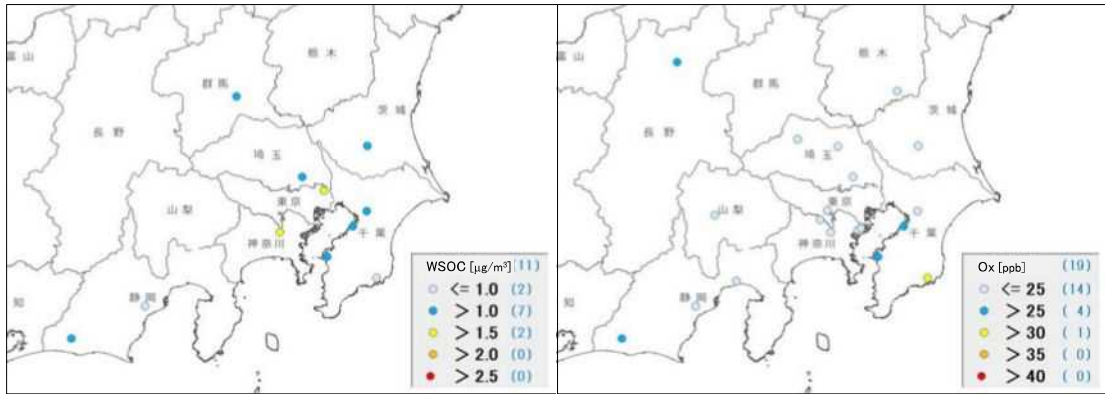 富山
栃木
群馬
茨城
長野
埼玉
東京
山梨
千葉
神奈川
静岡
知
WSOC [μg/m³] (11)
<= 1.0 (2)
> 1.0 (7)
> 1.5 (2)
> 2.0 (0)
> 2.5 (0)
富山
栃木
群馬
茨城
長野
埼玉
東京
山梨
千葉
神奈川
静岡
知
Ox [ppb] (19)
<= 25 (14)
> 25 ( 4)
> 30 ( 1)
> 35 ( 0)
> 40 ( 0)